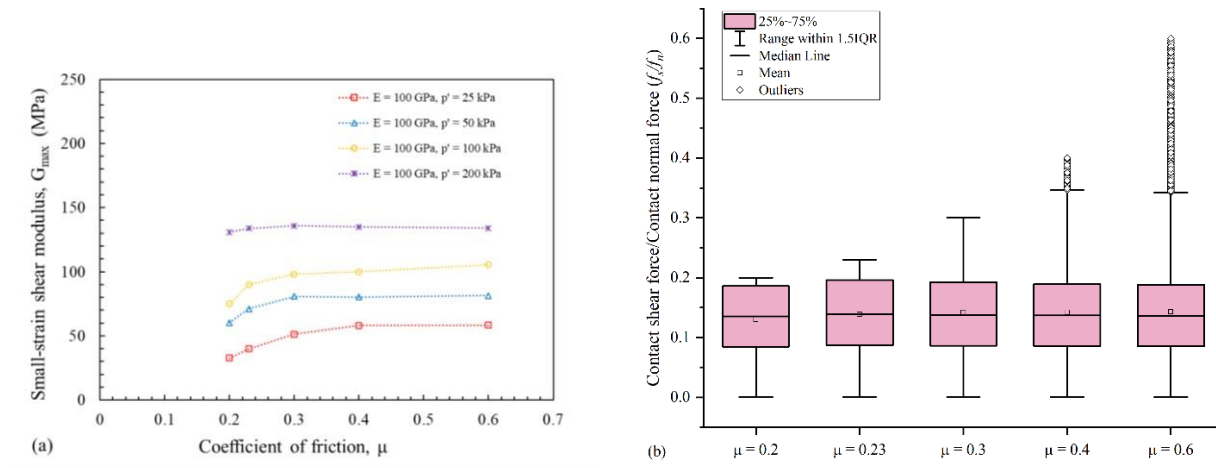 (a)
Small-strain shear modulus, Gmax (MPa)
250
200
150
100
50
0
E = 100 GPa, p' = 25 kPa
E = 100 GPa, p' = 50 kPa
E = 100 GPa, p' = 100 kPa
E = 100 GPa, p' = 200 kPa
0 0.1 0.2 0.3 0.4 0.5 0.6 0.7
Coefficient of friction, μ
(b)
Contact shear force/Contact normal force (fs/fn)
0.6
0.5
0.4
0.3
0.2
0.1
0.0
25%~75%
Range within 1.5IQR
Median Line
Mean
Outliers
μ = 0.2 μ = 0.23 μ = 0.3 μ = 0.4 μ = 0.6